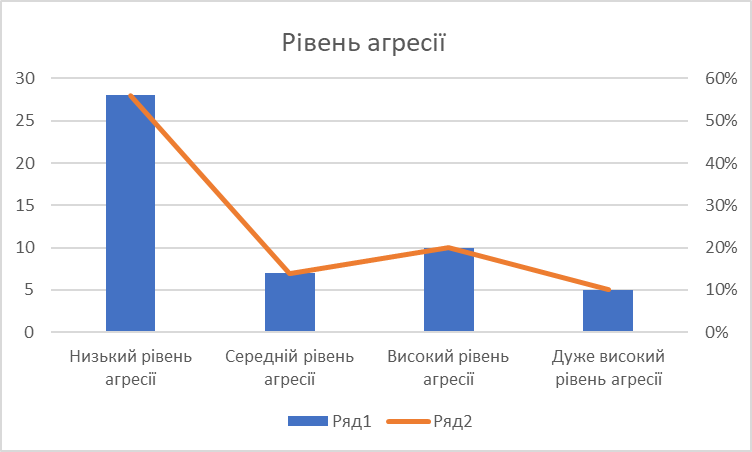 Рівень агресії
30
25
20
15
10
5
0
60%
50%
40%
30%
20%
10%
0%
Низький рівень
агресії
Середній рівень
агресії
Високий рівень
агресії
Дуже високий
рівень агресії
Ряд1
Ряд2